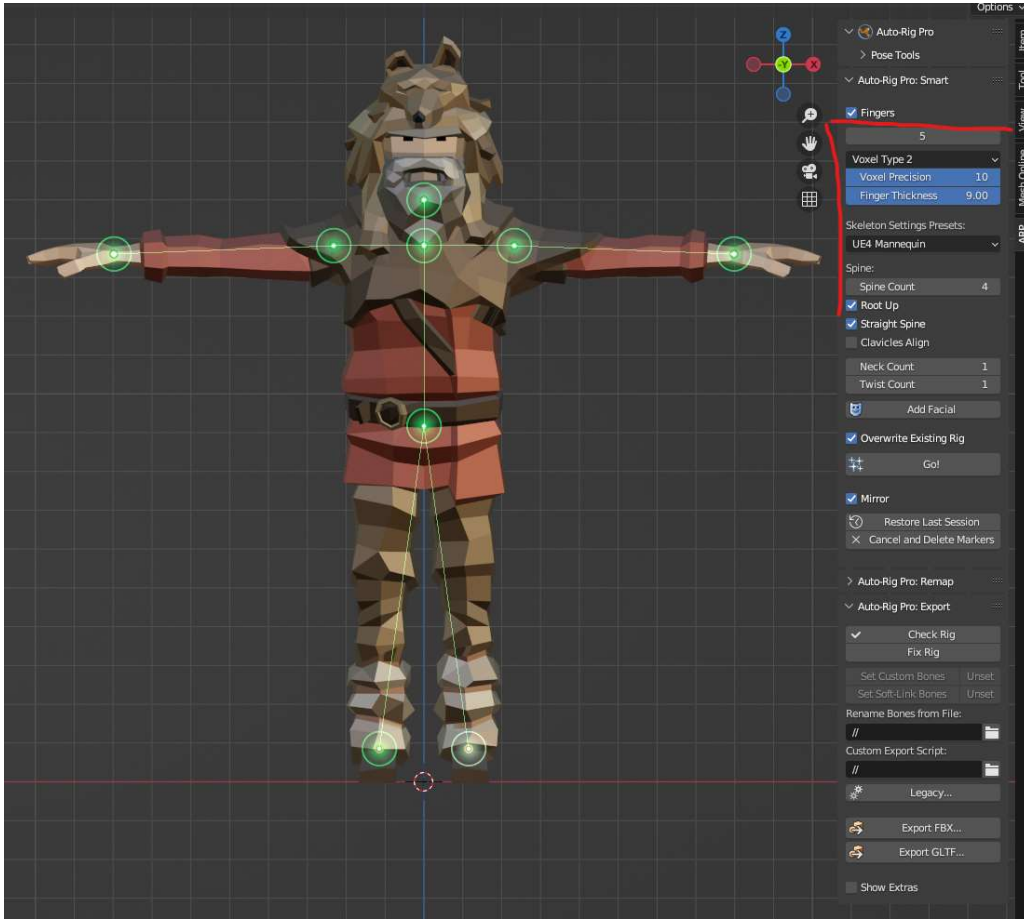 Options
Auto-Rig Pro
Pose Tools
Auto-Rig Pro: Smart
Fingers
5
Voxel Type 2
Voxel Precision 10
Finger Thickness 9.00
Skeleton Settings Presets:
UE4 Mannequin
Spine:
Spine Count 4
Root Up
Straight Spine
Clavicles Align
Neck Count 1
Twist Count 1
Add Facial
Overwrite Existing Rig
Go!
Mirror
Restore Last Session
Cancel and Delete Markers
Auto-Rig Pro: Remap
Auto-Rig Pro: Export
Check Rig
Fix Rig
Set Custom Bones Unset
Set Soft-Link Bones Unset
Rename Bones from File:
//
Custom Export Script:
//
Legacy...
Export FBX...
Export GLTF...
Show Extras
Item
Tool
View
Mesh Online
ARP
Z
-Y
X